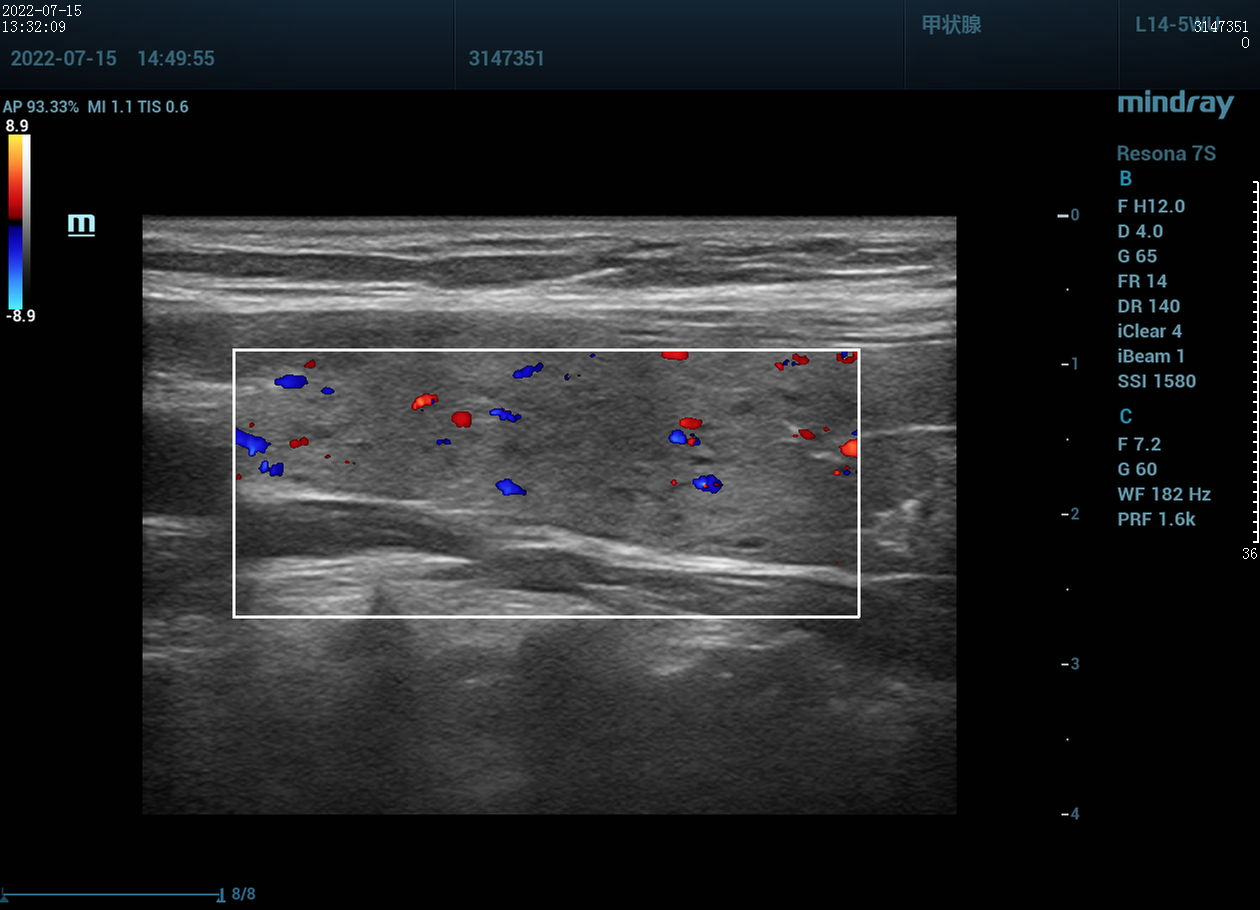 2022-07-15
13:32:09
2022-07-15 14:49:55
3147351
甲状腺
3147351
0
AP 93.33% MI 1.1 TIS 0.6
8.9
-8.9
m
mindray
Resona 7S
B
F H12.0
D 4.0
G 65
FR 14
DR 140
iClear 4
iBeam 1
SSI 1580
C
F 7.2
G 60
WF 182 Hz
PRF 1.6k
0
1
2
3
4
36
8/8